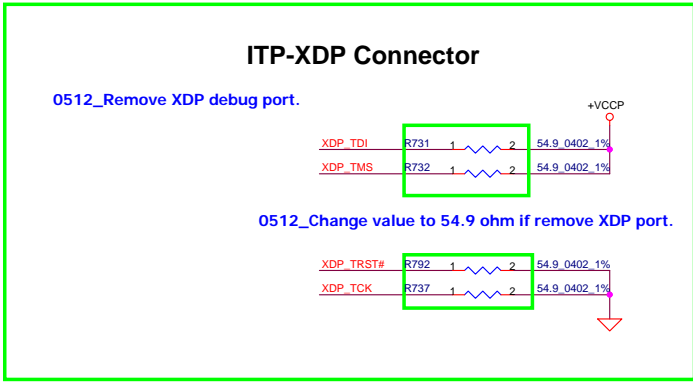 ITP-XDP Connector
0512_Remove XDP debug port.
+VCCP
XDP_TDI R731 1 2 54.9_0402_1%
XDP_TMS R732 1 2 54.9_0402_1%
0512_Change value to 54.9 ohm if remove XDP port.
XDP_TRST# R792 1 2 54.9_0402_1%
XDP_TCK R737 1 2 54.9_0402_1%